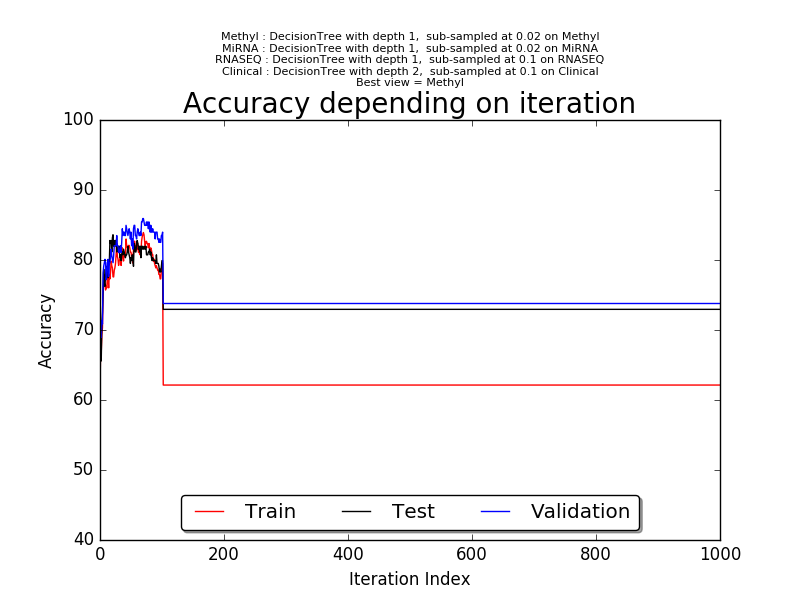 Methyl : DecisionTree with depth 1,  sub-sampled at 0.02 on Methyl
MiRNA : DecisionTree with depth 1,  sub-sampled at 0.02 on MiRNA
RNASEQ : DecisionTree with depth 1,  sub-sampled at 0.1 on RNASEQ
Clinical : DecisionTree with depth 2,  sub-sampled at 0.1 on Clinical
Best view = Methyl
Accuracy depending on iteration
100
90
80
70
60
50
40
Accuracy
Train Test Validation
0 200 400 600 800 1000
Iteration Index